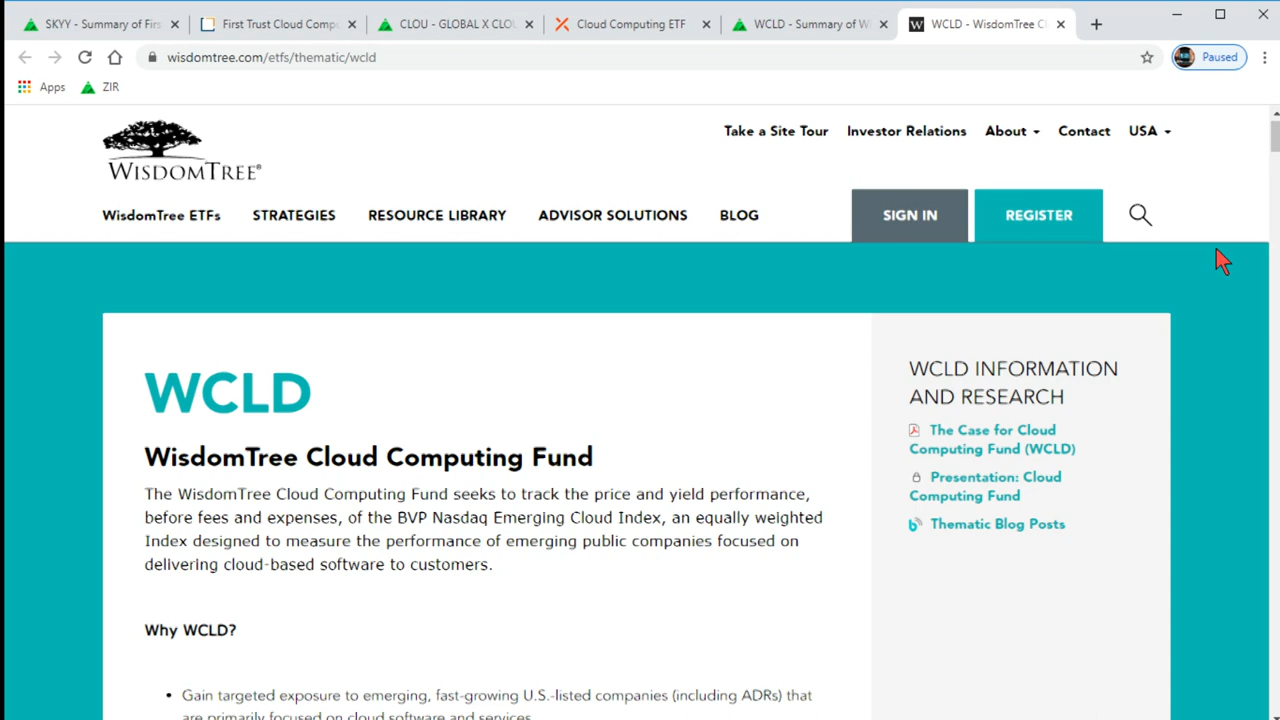 SKYY - Summary of Firs
First Trust Cloud Compu
CLOU - GLOBAL X CLOU
Cloud Computing ETF
WCLD - Summary of W
WCLD - WisdomTree Cl
wisdomtree.com/etfs/thematic/wcld
Paused
Apps
ZIR
Take a Site Tour
Investor Relations
About
Contact
USA
WISDOMTREE®
WisdomTree ETFs
STRATEGIES
RESOURCE LIBRARY
ADVISOR SOLUTIONS
BLOG
SIGN IN
REGISTER
WCLD
WisdomTree Cloud Computing Fund
The WisdomTree Cloud Computing Fund seeks to track the price and yield performance,
before fees and expenses, of the BVP Nasdaq Emerging Cloud Index, an equally weighted
Index designed to measure the performance of emerging public companies focused on
delivering cloud-based software to customers.
Why WCLD?
• Gain targeted exposure to emerging, fast-growing U.S.-listed companies (including ADRs) that
are primarily focused on cloud software and services
WCLD INFORMATION
AND RESEARCH
The Case for Cloud
Computing Fund (WCLD)
Presentation: Cloud
Computing Fund
Thematic Blog Posts